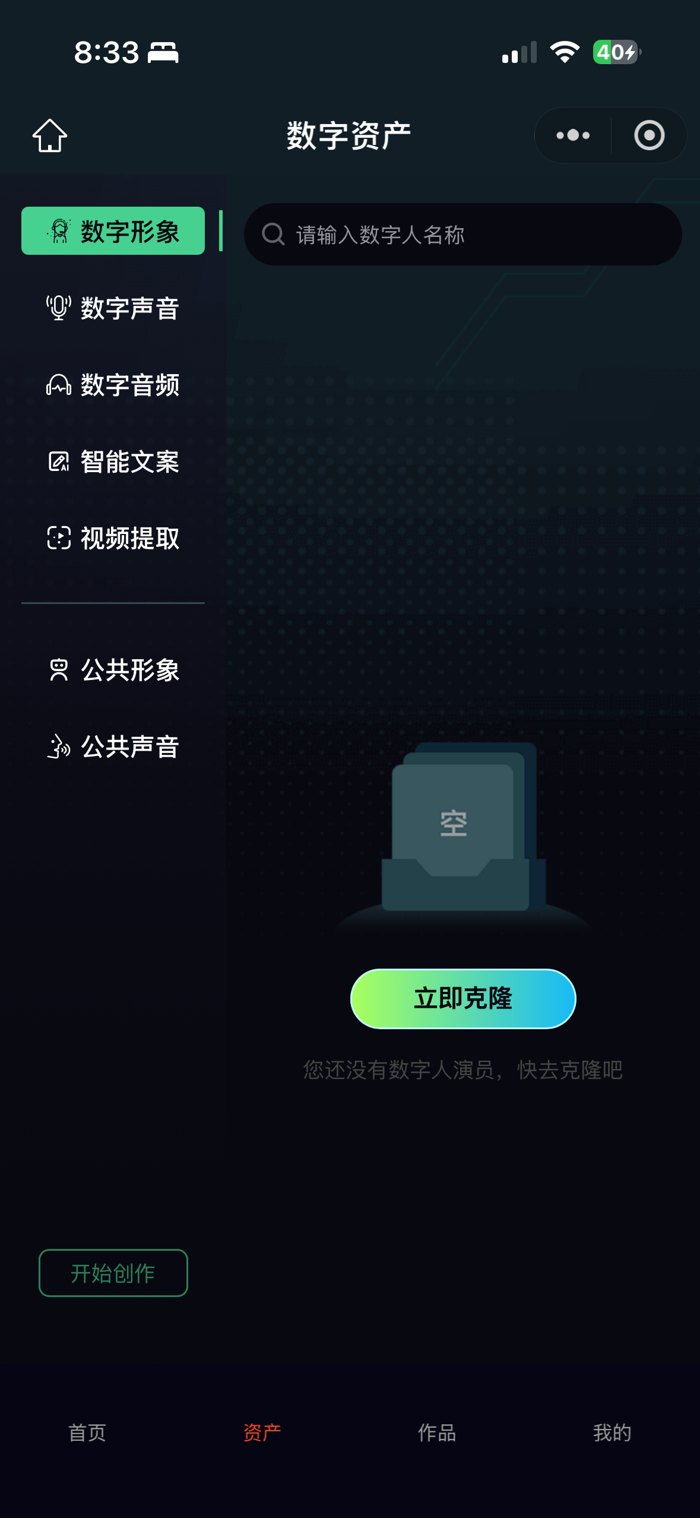 8:33
40
数字资产
数字形象
请输入数字人名称
数字声音
数字音频
智能文案
视频提取
公共形象
公共声音
空
立即克隆
您还没有数字人演员，快去克隆吧
开始创作
首页
资产
作品
我的